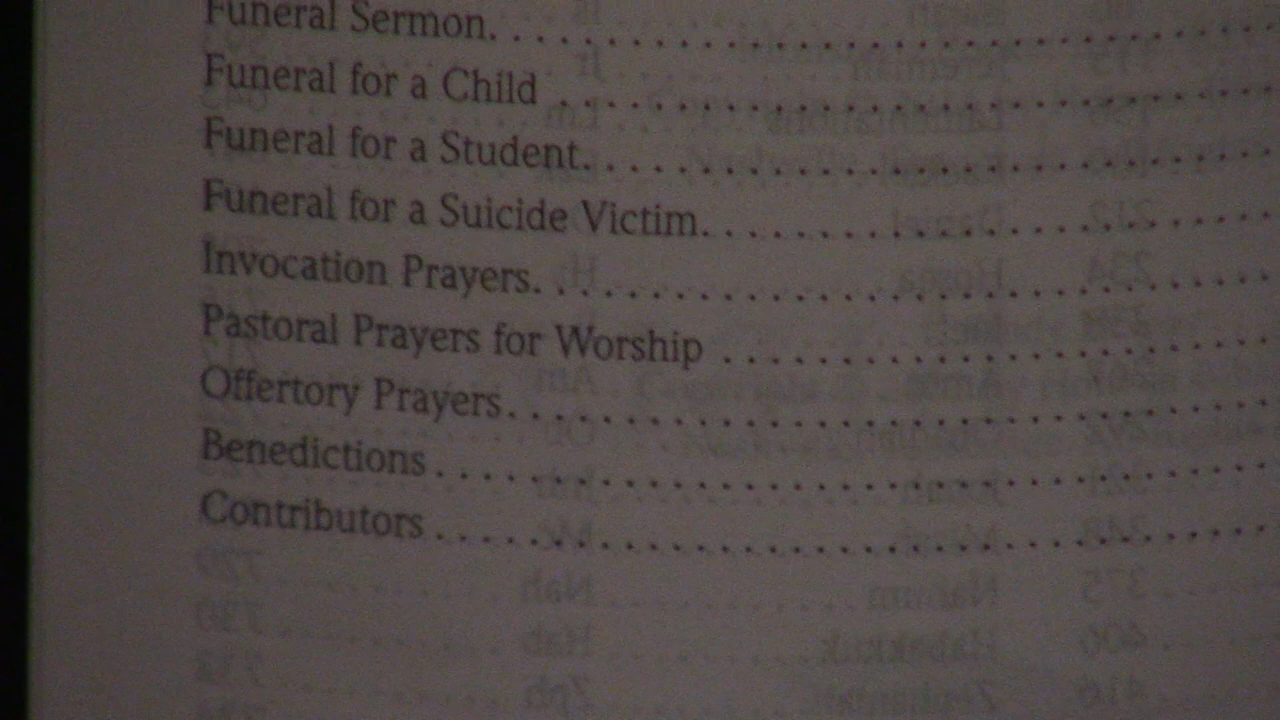 Funeral Sermon. . . . . . . . . . . . . . . . . . . . . . . . . . . . . .
Funeral for a Child . . . . . . . . . . . . . . . . . . . . . . . . . . .
Funeral for a Student. . . . . . . . . . . . . . . . . . . . . . . . . .
Funeral for a Suicide Victim. . . . . . . . . . . . . . . . . . . . .
Invocation Prayers. . . . . . . . . . . . . . . . . . . . . . . . . . . .
Pastoral Prayers for Worship . . . . . . . . . . . . . . . . . . . .
Offertory Prayers. . . . . . . . . . . . . . . . . . . . . . . . . . . . .
Benedictions . . . . . . . . . . . . . . . . . . . . . . . . . . . . . . .
Contributors . . . . . . . . . . . . . . . . . . . . . . . . . . . . . . .